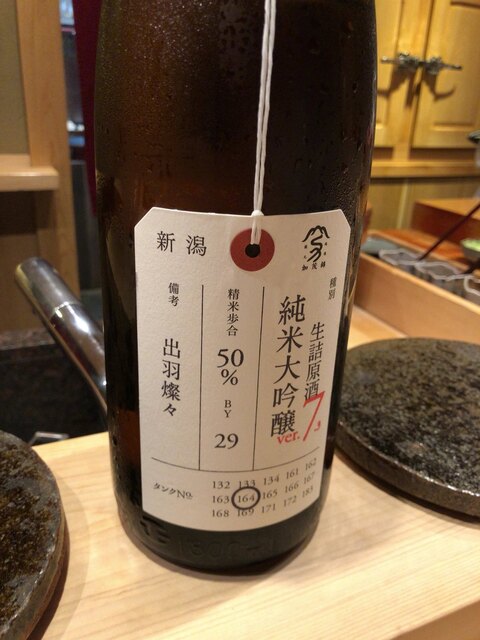 新潟
加茂錦
種別
生詰原酒
純米大吟醸
ver.7.3
精米歩合
50%
BY
29
備考
出羽燦々
タンクNo.
132 133 134 161 162
163 164 165 166 167
168 169 171 172 183